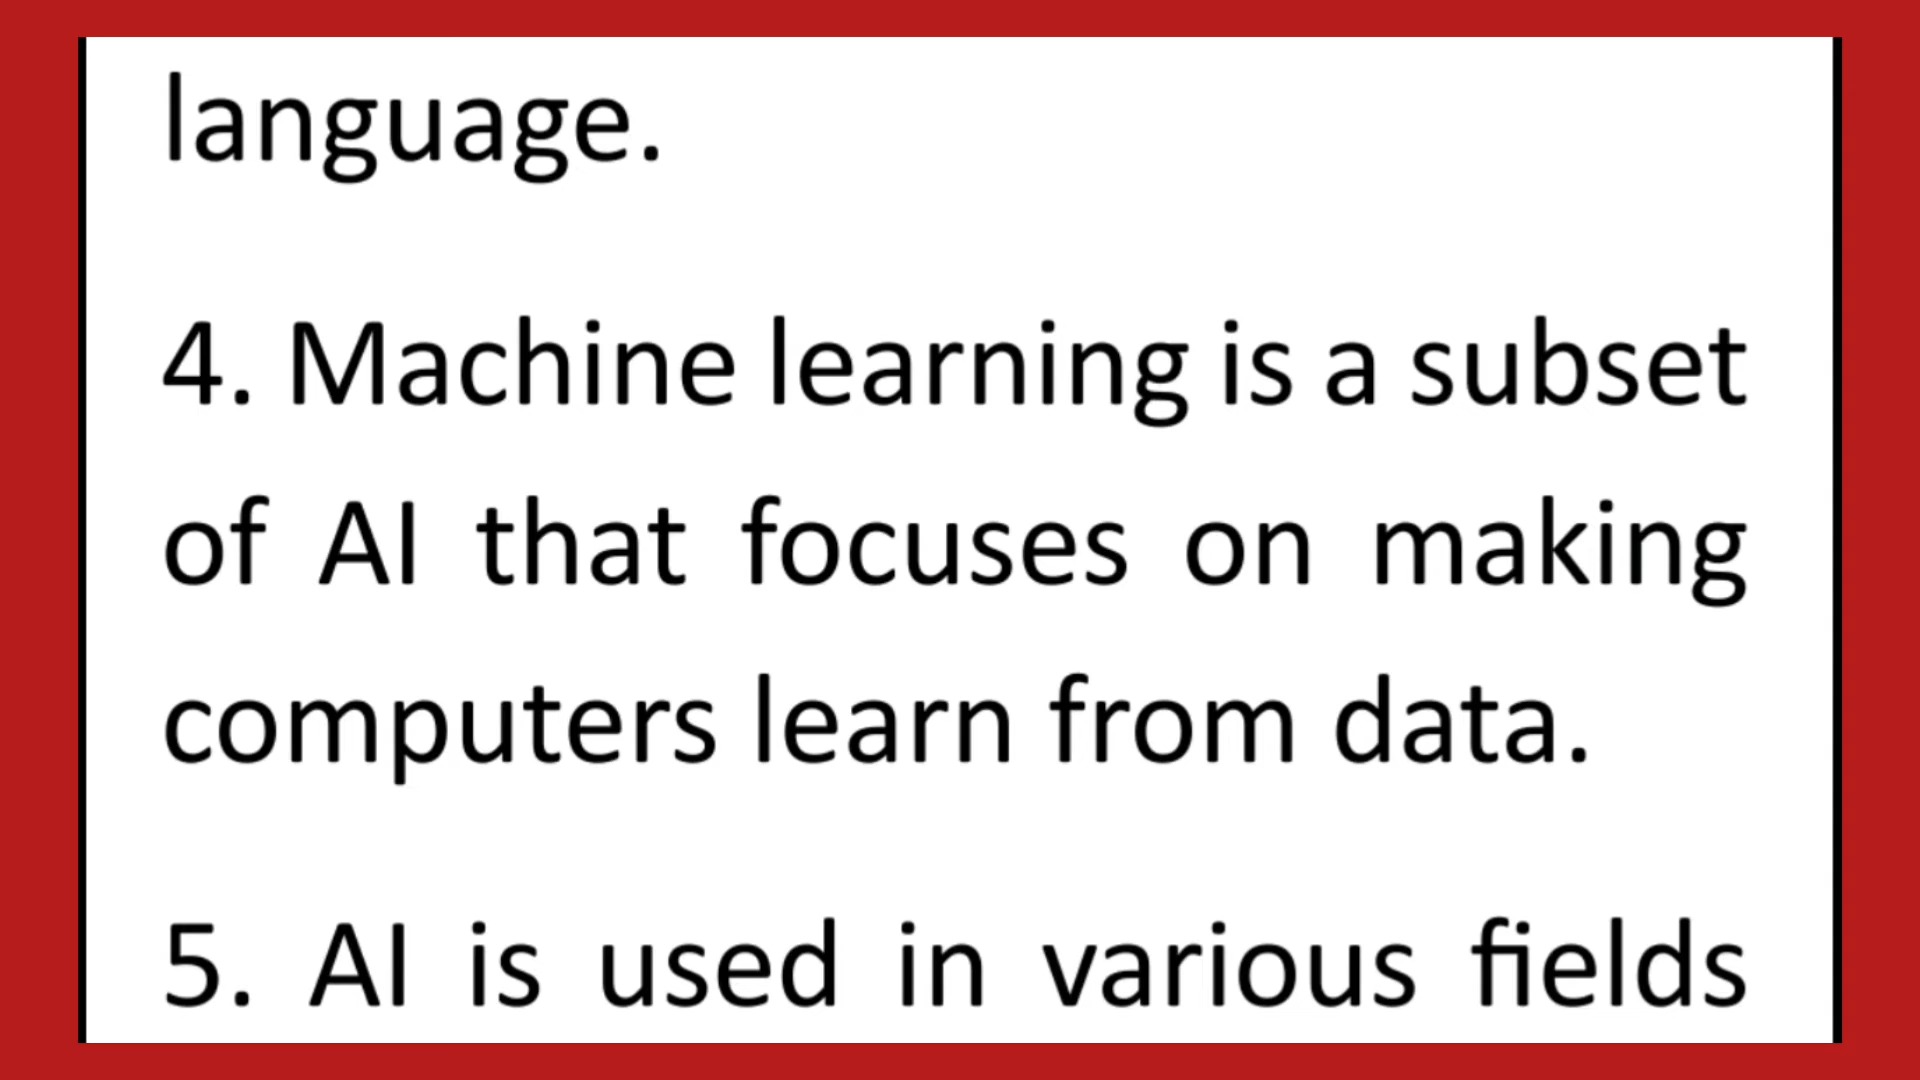 language.
4. Machine learning is a subset
of AI that focuses on making
computers learn from data.
5. AI is used in various fields